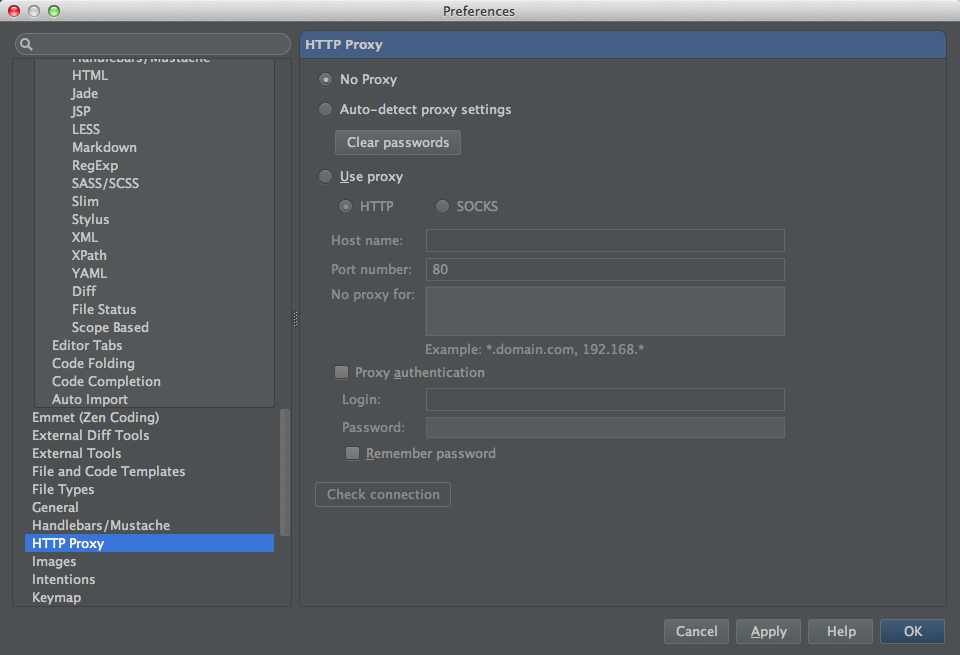 Preferences
Handlebars/Mustache
HTML
Jade
JSP
LESS
Markdown
RegExp
SASS/SCSS
Slim
Stylus
XML
XPath
YAML
Diff
File Status
Scope Based
Editor Tabs
Code Folding
Code Completion
Auto Import
Emmet (Zen Coding)
External Diff Tools
External Tools
File and Code Templates
File Types
General
Handlebars/Mustache
HTTP Proxy
Images
Intentions
Keymap
HTTP Proxy
No Proxy
Auto-detect proxy settings
Clear passwords
Use proxy
HTTP SOCKS
Host name:
Port number: 80
No proxy for:
Example: *.domain.com, 192.168.*
Proxy authentication
Login:
Password:
Remember password
Check connection
Cancel Apply Help OK